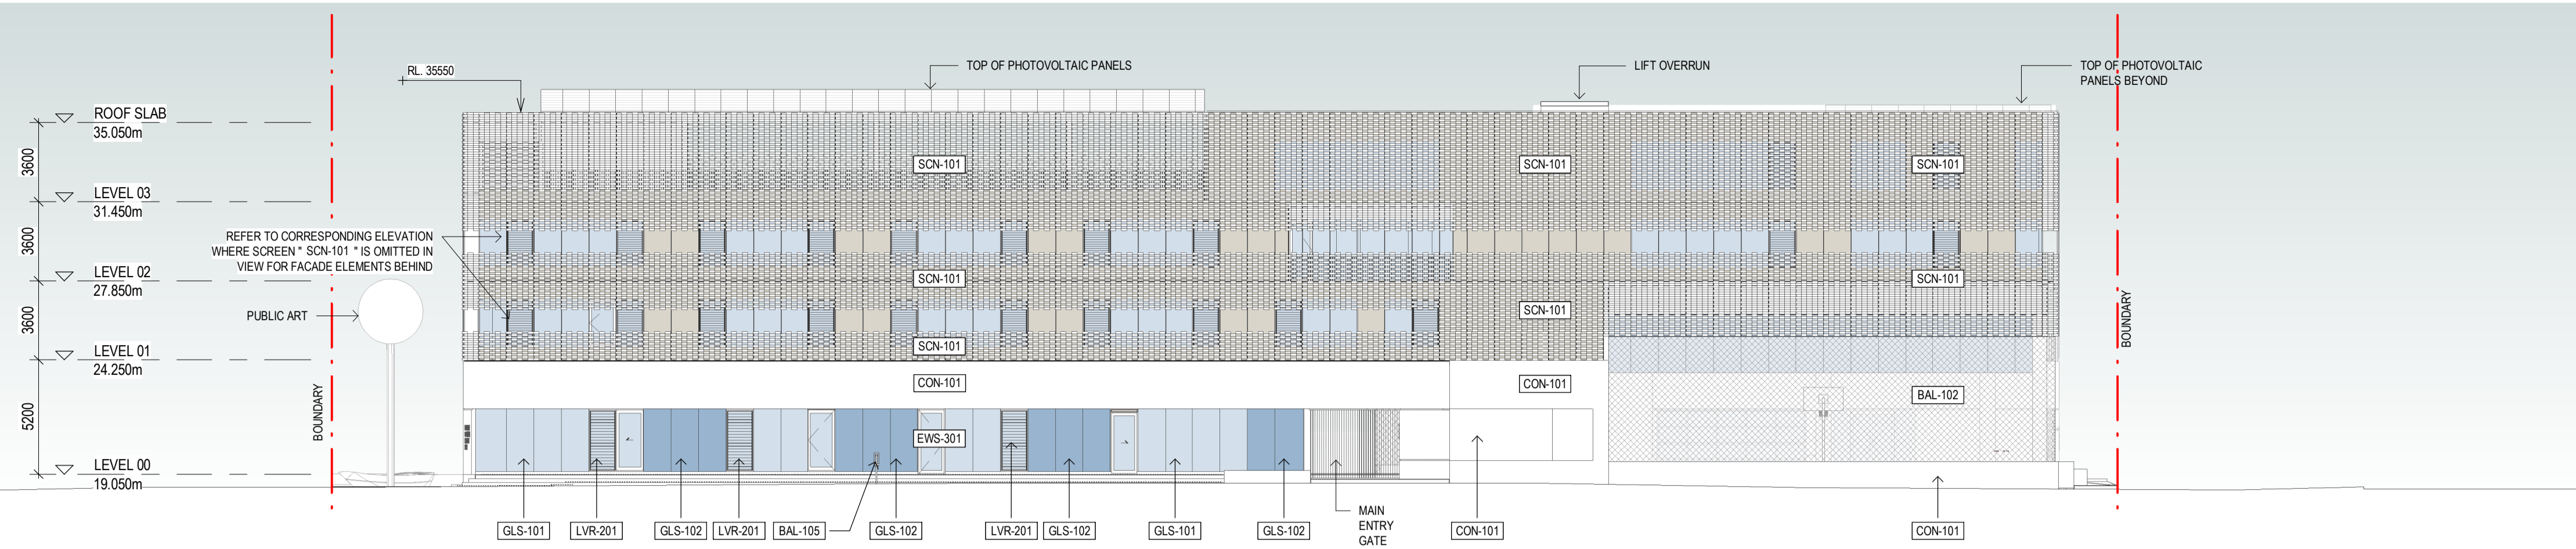 RL. 35550
TOP OF PHOTOVOLTAIC PANELS
LIFT OVERRUN
TOP OF PHOTOVOLTAIC
PANELS BEYOND
ROOF SLAB
35.050m
3600
SCN-101
SCN-101
SCN-101
LEVEL 03
31.450m
3600
REFER TO CORRESPONDING ELEVATION
WHERE SCREEN " SCN-101 " IS OMITTED IN
VIEW FOR FACADE ELEMENTS BEHIND
LEVEL 02
27.850m
SCN-101
SCN-101
3600
PUBLIC ART
SCN-101
BOUNDARY
SCN-101
LEVEL 01
24.250m
CON-101
CON-101
BAL-102
5200
BOUNDARY
EWS-301
LEVEL 00
19.050m
GLS-101
LVR-201
GLS-102
LVR-201
BAL-105
GLS-102
LVR-201
GLS-102
GLS-101
GLS-102
MAIN
ENTRY
GATE
CON-101
CON-101